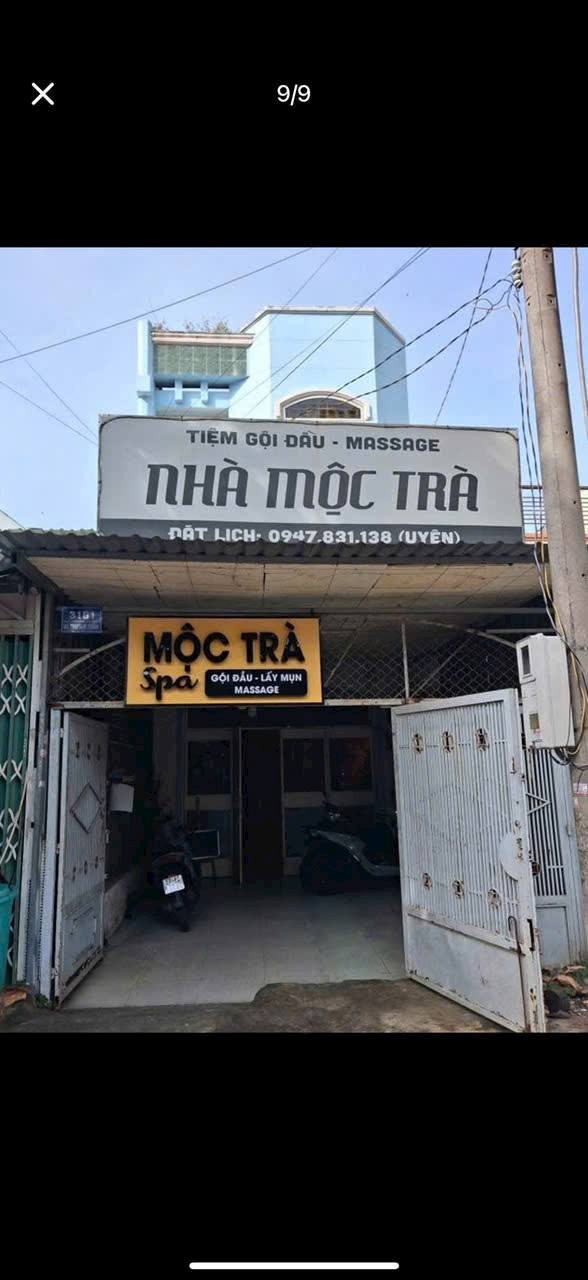 9/9
TIỆM GỘI ĐẦU - MASSAGE
NHÀ MỘC TRÀ
ĐẶT LỊCH: 0947.831.138 (UYÊN)
318
MỘC TRÀ
Spa
GỘI ĐẦU - LẤY MỤN
MASSAGE